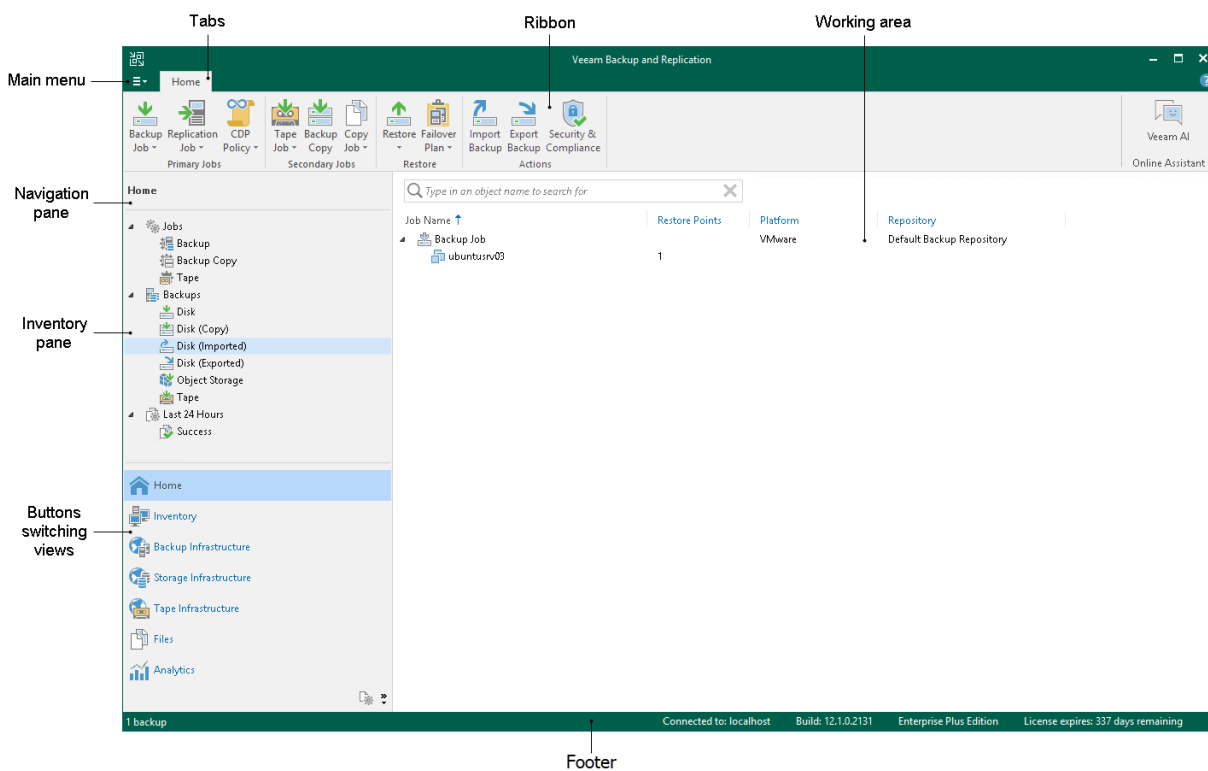 Tabs
Ribbon
Working area
Veeam Backup and Replication
Main menu
Home
Backup Job
Replication Job
CDP Policy
Primary Jobs
Tape Job
Backup Copy
Copy Job
Secondary Jobs
Restore
Failover Plan
Restore
Import Backup
Export Backup
Security & Compliance
Actions
Veeam AI
Online Assistant
Navigation
pane
Home
Type in an object name to search for
Job Name
Restore Points
Platform
Repository
Backup Job
VMware
Default Backup Repository
ubuntusrv03
1
Jobs
Backup
Backup Copy
Tape
Backups
Disk
Disk (Copy)
Inventory
pane
Disk (Imported)
Disk (Exported)
Object Storage
Tape
Last 24 Hours
Success
Buttons
switching
views
Home
Inventory
Backup Infrastructure
Storage Infrastructure
Tape Infrastructure
Files
Analytics
1 backup
Connected to: localhost
Build: 12.1.0.2131
Enterprise Plus Edition
License expires: 337 days remaining
Footer